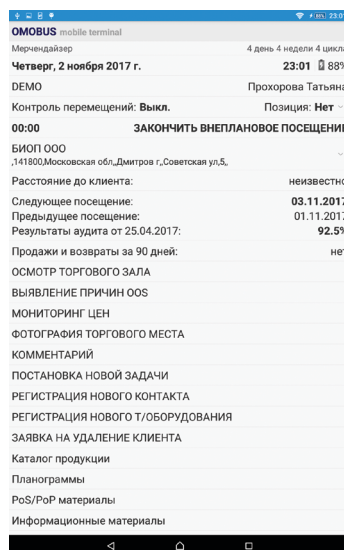 88% 23:01
OMOBUS mobile terminal
Мерчендайзер 4 день 4 недели 4 цикла
Четверг, 2 ноября 2017 г. 23:01 88%
DEMO Прохорова Татьяна
Контроль перемещений: Выкл. Позиция: Нет
00:00 ЗАКОНЧИТЬ ВНЕПЛАНОВОЕ ПОСЕЩЕНИЕ
БИОП ООО
,141800,Московская обл,,Дмитров г,,Советская ул,5,,
Расстояние до клиента: неизвестно
Следующее посещение: 03.11.2017
Предыдущее посещение: 01.11.2017
Результаты аудита от 25.04.2017: 92.5%
Продажи и возвраты за 90 дней: нет
ОСМОТР ТОРГОВОГО ЗАЛА
ВЫЯВЛЕНИЕ ПРИЧИН OOS
МОНИТОРИНГ ЦЕН
ФОТОГРАФИЯ ТОРГОВОГО МЕСТА
КОММЕНТАРИЙ
ПОСТАНОВКА НОВОЙ ЗАДАЧИ
РЕГИСТРАЦИЯ НОВОГО КОНТАКТА
РЕГИСТРАЦИЯ НОВОГО Т/ОБОРУДОВАНИЯ
ЗАЯВКА НА УДАЛЕНИЕ КЛИЕНТА
Каталог продукции
Планограммы
PoS/PoP материалы
Информационные материалы